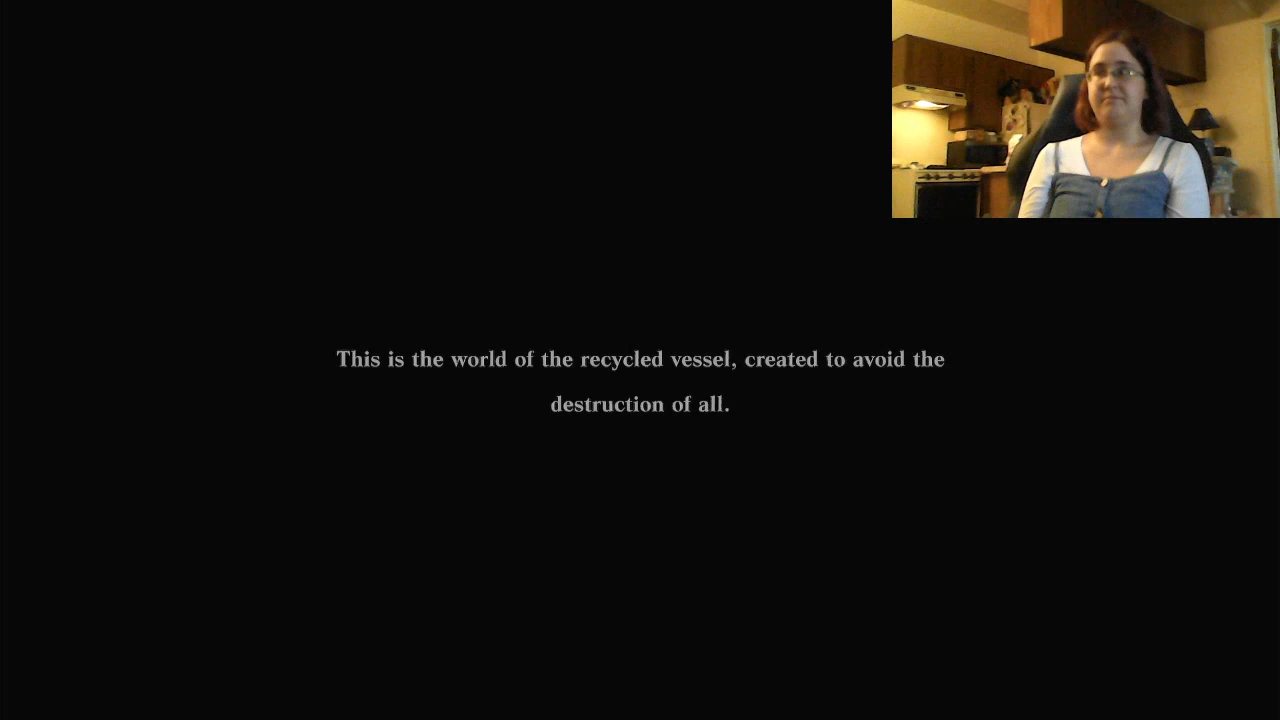 This is the world of the recycled vessel, created to avoid the
destruction of all.